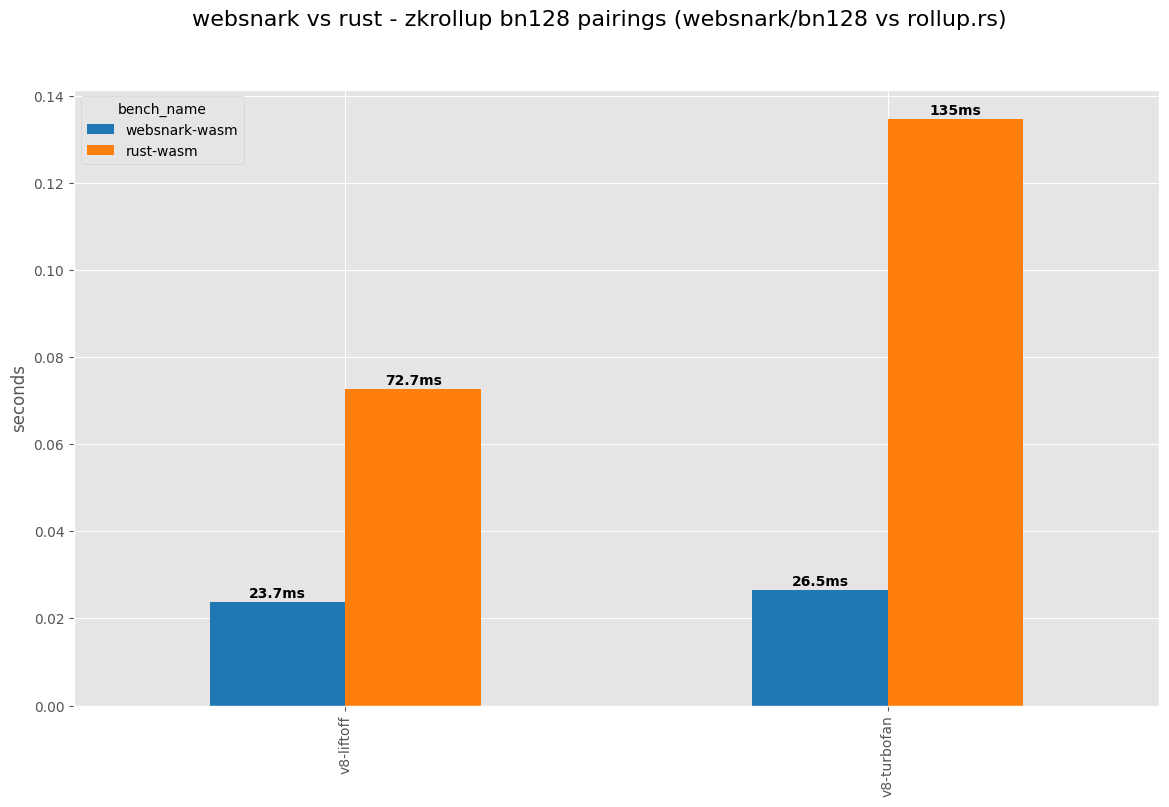 websnark vs rust - zkrollup bn128 pairings (websnark/bn128 vs rollup.rs)
bench_name
websnark-wasm
rust-wasm
seconds
0.14
0.12
0.10
0.08
0.06
0.04
0.02
0.00
23.7ms
72.7ms
26.5ms
135ms
v8-liftoff
v8-turbofan